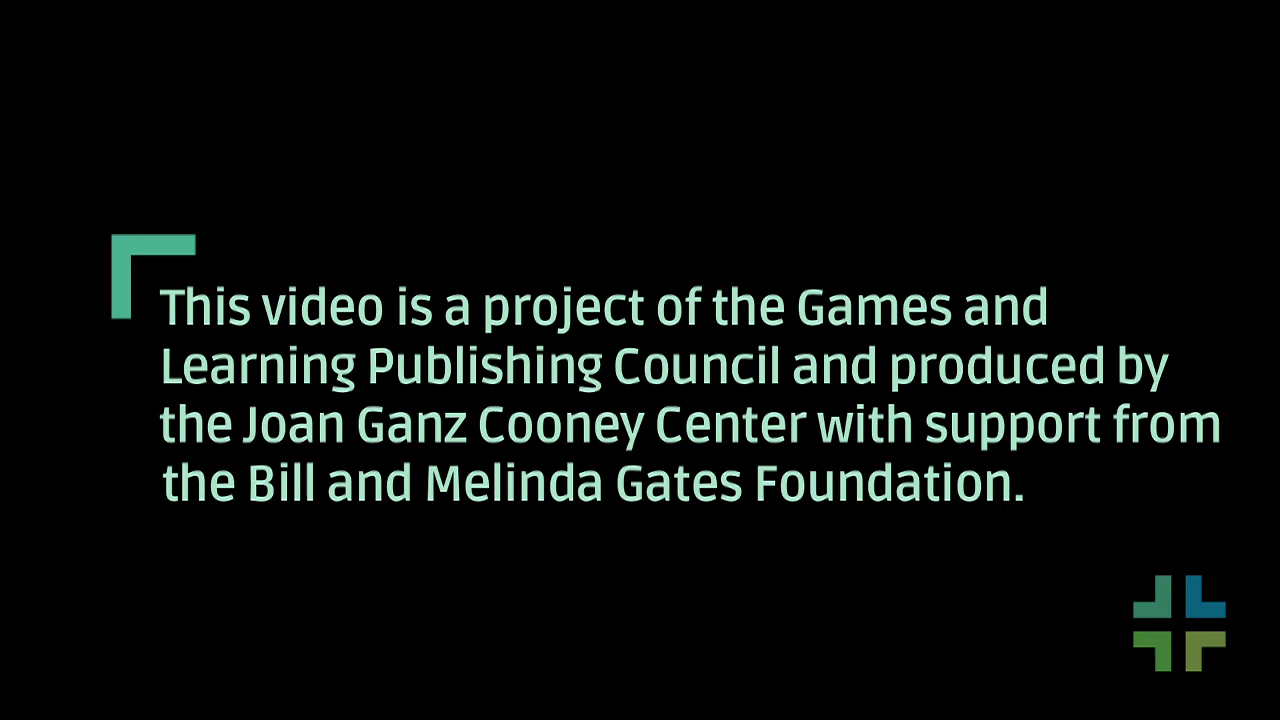 This video is a project of the Games and
Learning Publishing Council and produced by
the Joan Ganz Cooney Center with support from
the Bill and Melinda Gates Foundation.